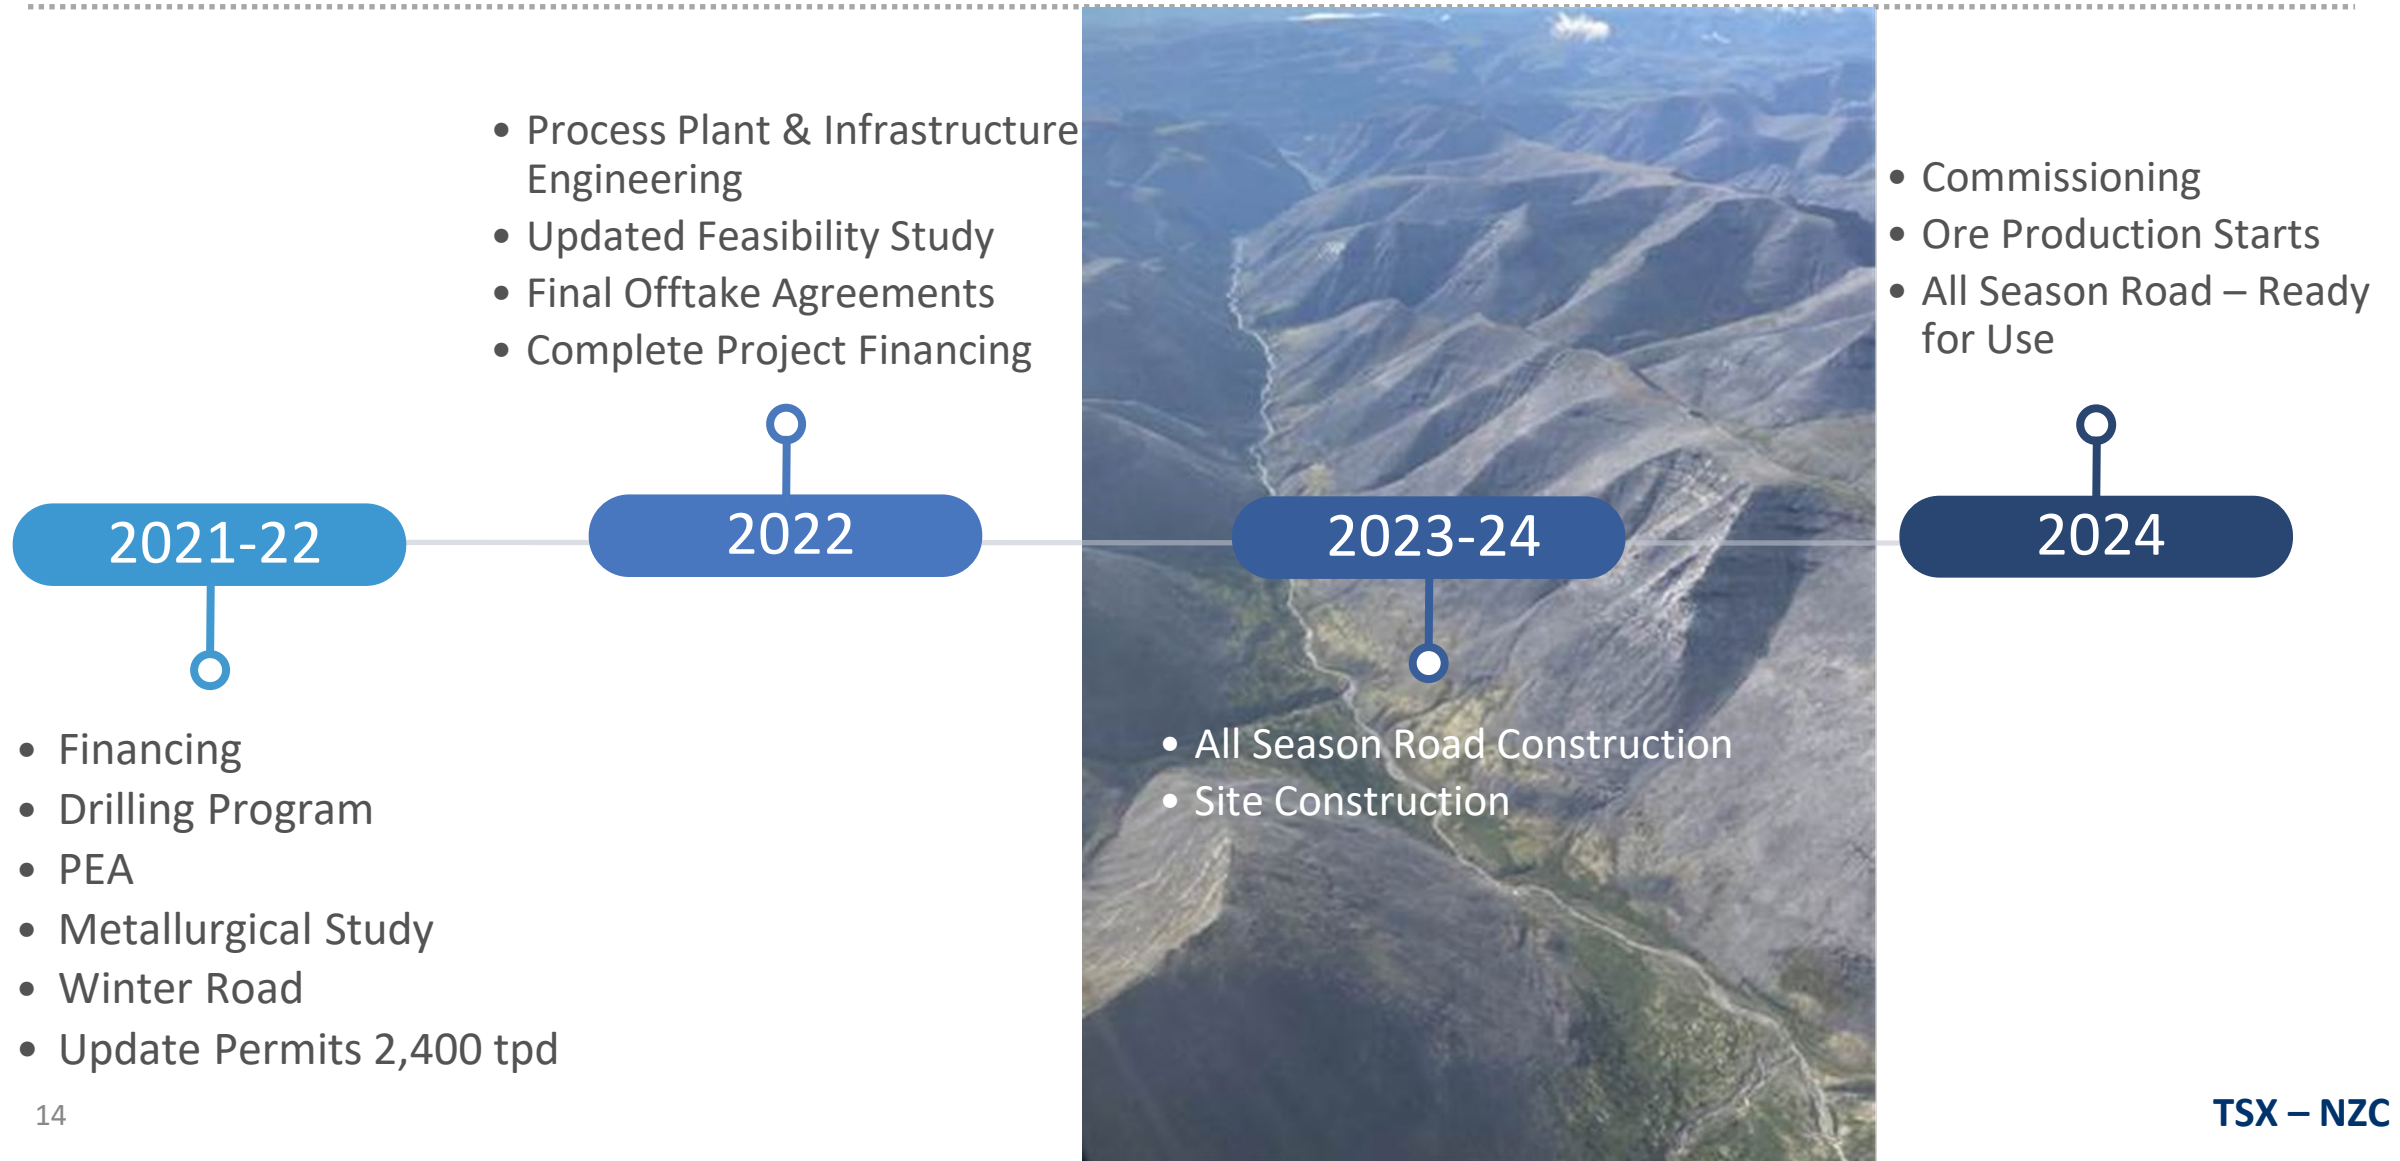 • Process Plant & Infrastructure
Engineering
• Updated Feasibility Study
• Final Offtake Agreements
• Complete Project Financing
• Commissioning
• Ore Production Starts
• All Season Road – Ready
for Use
2021-22
2022
2023-24
2024
• Financing
• Drilling Program
• PEA
• Metallurgical Study
• Winter Road
• Update Permits 2,400 tpd
• All Season Road Construction
• Site Construction
14
TSX – NZC